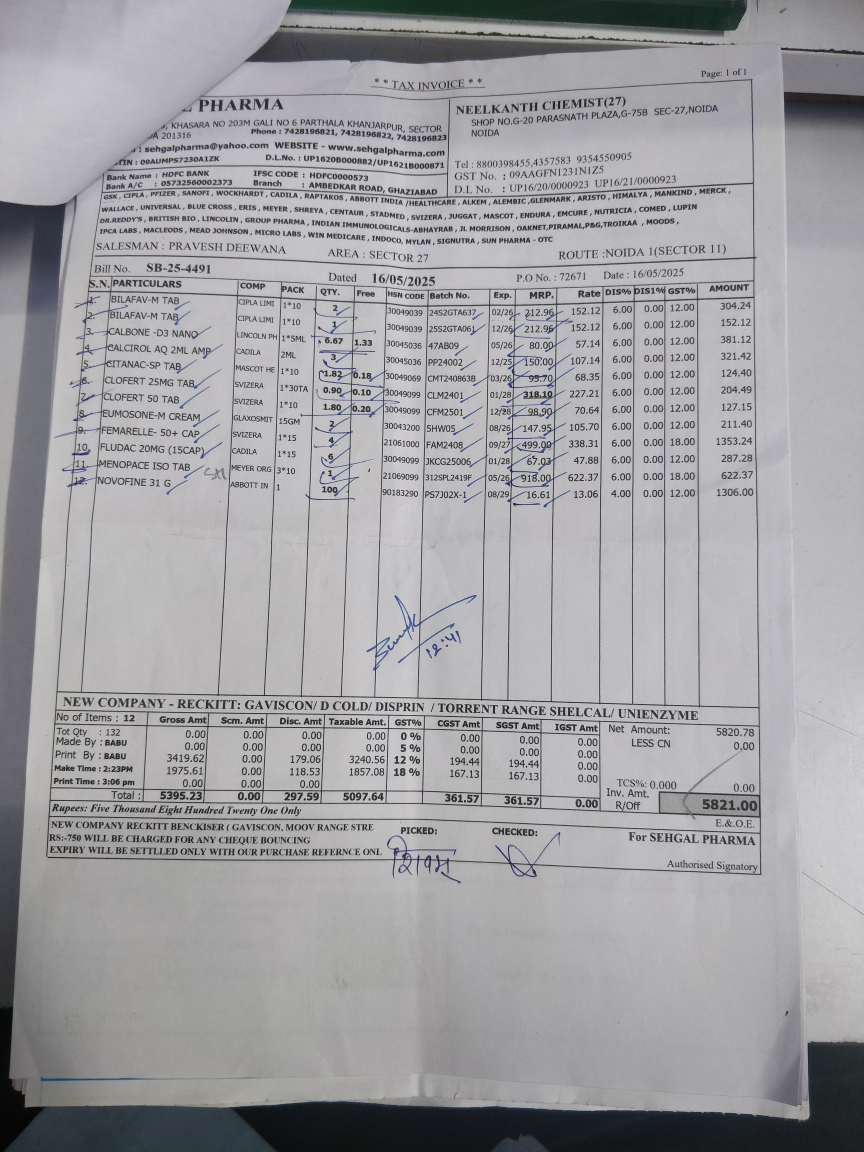 * * TAX INVOICE * *
Page: 1 of 1
L PHARMA
, KHASARA NO 203M GALI NO 6 PARTHALA KHANJARPUR, SECTOR
DA 201316 Phone : 7428196821, 7428196822, 7428196823
: sehgalpharma@yahoo.com WEBSITE - www.sehgalpharma.com
TIN : 09AUMPS7230A1ZK D.L.No. : UP1620B000882/UP1621B000871
Bank Name : HDFC BANK IFSC CODE : HDFC0000573
Bank A/C : 05732560002373 Branch : AMBEDKAR ROAD, GHAZIABAD
NEELKANTH CHEMIST(27)
SHOP NO.G-20 PARASNATH PLAZA,G-75B SEC-27,NOIDA
NOIDA
Tel : 8800398455,4357583 9354550905
GST No. : 09AAGFN1231N1Z5
D.L No. : UP16/20/0000923 UP16/21/0000923
GSK, CIPLA, PFIZER, SANOFI , WOCKHARDT, CADILA, RAPTAKOS, ABBOTT INDIA /HEALTHCARE, ALKEM, ALEMBIC,GLENMARK, ARISTO, HIMALYA, MANKIND, MERCK,
WALLACE, UNIVERSAL, BLUE CROSS, ERIS, MEYER, SHREYA, CENTAUR, STADMED, SVIZERA, JUGGAT, MASCOT, ENDURA, EMCURE, NUTRICIA, COMED, LUPIN
DR.REDDY'S, BRITISH BIO, LINCOLIN, GROUP PHARMA, INDIAN IMMUNOLOGICALS-ABHAYRAB, JL MORRISON, OAKNET,PIRAMAL,P&G,TROIKAA , MOODS,
IPCA LABS, MACLEODS, MEAD JOHNSON, MICRO LABS, WIN MEDICARE, INDOCO, MYLAN, SIGNUTRA, SUN PHARMA - OTC
SALESMAN : PRAVESH DEEWANA AREA : SECTOR 27 ROUTE :NOIDA 1(SECTOR 11)
Bill No. SB-25-4491 Dated 16/05/2025 P.O No. : 72671 Date : 16/05/2025
S.N. PARTICULARS COMP PACK QTY. Free HSN CODE Batch No. Exp. MRP. Rate DIS% DIS1% GST% AMOUNT
1. BILAFAV-M TAB CIPLA LIMI 1*10 2 30049039 24S2GTA637 02/26 212.96 152.12 6.00 0.00 12.00 304.24
2. BILAFAV-M TAB CIPLA LIMI 1*10 1 30049039 25S2GTA061 12/26 212.96 152.12 6.00 0.00 12.00 152.12
3. CALBONE -D3 NANO LINCOLN PH 1*5ML 6.67 1.33 30045036 47AB09 05/26 80.00 57.14 6.00 0.00 12.00 381.12
4. CALCIROL AQ 2ML AMP CADILA 2ML 3 30045036 PP24002 12/25 150.00 107.14 6.00 0.00 12.00 321.42
5. CITANAC-SP TAB MASCOT HE 1*10 1.82 0.18 30049069 CMT240863B 03/26 95.70 68.35 6.00 0.00 12.00 124.40
6. CLOFERT 25MG TAB SVIZERA 1*30TA 0.90 0.10 30049099 CLM2401 01/28 318.10 227.21 6.00 0.00 12.00 204.49
7. CLOFERT 50 TAB SVIZERA 1*10 1.80 0.20 30049099 CFM2501 12/28 98.90 70.64 6.00 0.00 12.00 127.15
8. EUMOSONE-M CREAM GLAXOSMIT 15GM 2 30043200 5HW05 08/26 147.95 105.70 6.00 0.00 12.00 211.40
9. FEMARELLE- 50+ CAP SVIZERA 1*15 4 21061000 FAM2408 09/27 499.00 338.31 6.00 0.00 18.00 1353.24
10. FLUDAC 20MG (15CAP) CADILA 1*15 6 30049099 JKCG25006 01/28 67.03 47.88 6.00 0.00 12.00 287.28
11. MENOPACE ISO TAB MEYER ORG 3*10 1 21069099 312SPL2419F 05/26 918.00 622.37 6.00 0.00 18.00 622.37
12. NOVOFINE 31 G ABBOTT IN 1 100 90183290 PS7J02X-1 08/29 16.61 13.06 4.00 0.00 12.00 1306.00
12:41
NEW COMPANY - RECKITT: GAVISCON/ D COLD/ DISPRIN / TORRENT RANGE SHELCAL/ UNIENZYME
No of Items : 12 Gross Amt Scm. Amt Disc. Amt Taxable Amt. GST% CGST Amt SGST Amt IGST Amt Net Amount: 5820.78
Tot Qty : 132 0.00 0.00 0.00 0.00 0 % 0.00 0.00 0.00 LESS CN 0.00
Made By : BABU 0.00 0.00 0.00 0.00 5 % 0.00 0.00 0.00
Print By : BABU 3419.62 0.00 179.06 3240.56 12 % 194.44 194.44 0.00
Make Time : 2:23PM 1975.61 0.00 118.53 1857.08 18 % 167.13 167.13 0.00 TCS%: 0.000 0.00
Print Time : 3:06 pm 0.00 0.00 0.00
Total : 5395.23 0.00 297.59 5097.64 361.57 361.57 0.00 Inv. Amt. R/Off 5821.00
Rupees: Five Thousand Eight Hundred Twenty One Only
E.& O.E.
NEW COMPANY RECKITT BENCKISER ( GAVISCON, MOOV RANGE STRE
RS:-750 WILL BE CHARGED FOR ANY CHEQUE BOUNCING
EXPIRY WILL BE SETTLLED ONLY WITH OUR PURCHASE REFERNCE ONL
PICKED: CHECKED:
For SEHGAL PHARMA
Authorised Signatory